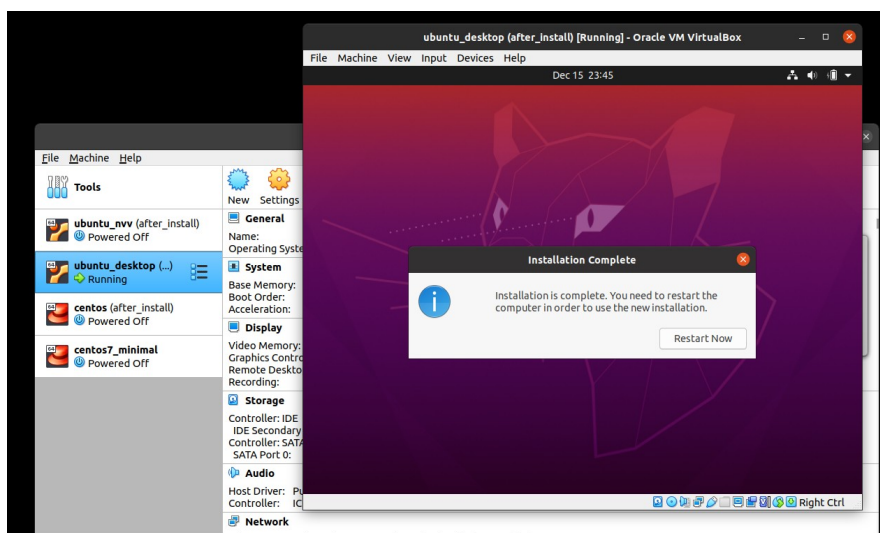 ubuntu_desktop (after_install) [Running] - Oracle VM VirtualBox
File Machine View Input Devices Help
Dec 15 23:45
File Machine Help
Tools
New Settings
64
ubuntu_nvv (after_install)
Powered Off
64
ubuntu_desktop (...)
Running
64
centos (after_install)
Powered Off
64
centos7_minimal
Powered Off
General
Name:
Operating Syste
System
Base Memory:
Boot Order:
Acceleration:
Display
Video Memory:
Graphics Contro
Remote Deskto
Recording:
Storage
Controller: IDE
IDE Secondary
Controller: SATA
SATA Port 0:
Audio
Host Driver: Pu
Controller: IC
Network
Installation Complete
Installation is complete. You need to restart the
computer in order to use the new installation.
Restart Now
Right Ctrl